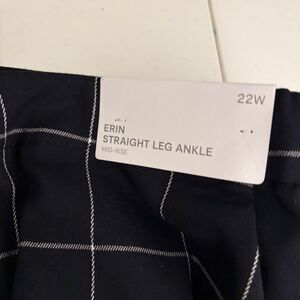 22W
ERIN
STRAIGHT LEG ANKLE
MID-RISE